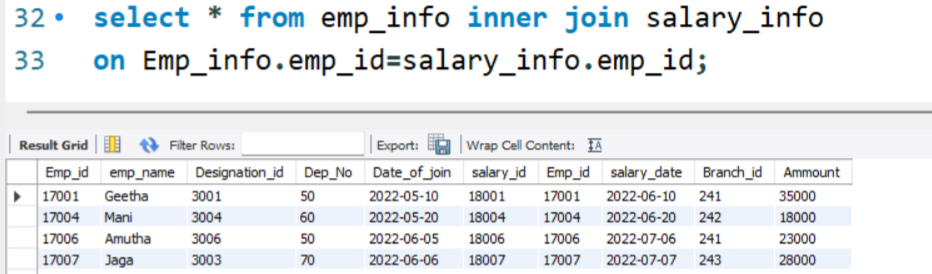 32 select * from emp_info inner join salary_info
33 on Emp_info.emp_id=salary_info.emp_id;
Result Grid Filter Rows: Export: Wrap Cell Content:
Emp_id emp_name Designation_id Dep_No Date_of_join salary_id Emp_id salary_date Branch_id Ammount
17001 Geetha 3001 50 2022-05-10 18001 17001 2022-06-10 241 35000
17004 Mani 3004 60 2022-05-20 18004 17004 2022-06-20 242 18000
17006 Amutha 3006 50 2022-06-05 18006 17006 2022-07-06 241 23000
17007 Jaga 3003 70 2022-06-06 18007 17007 2022-07-07 243 28000